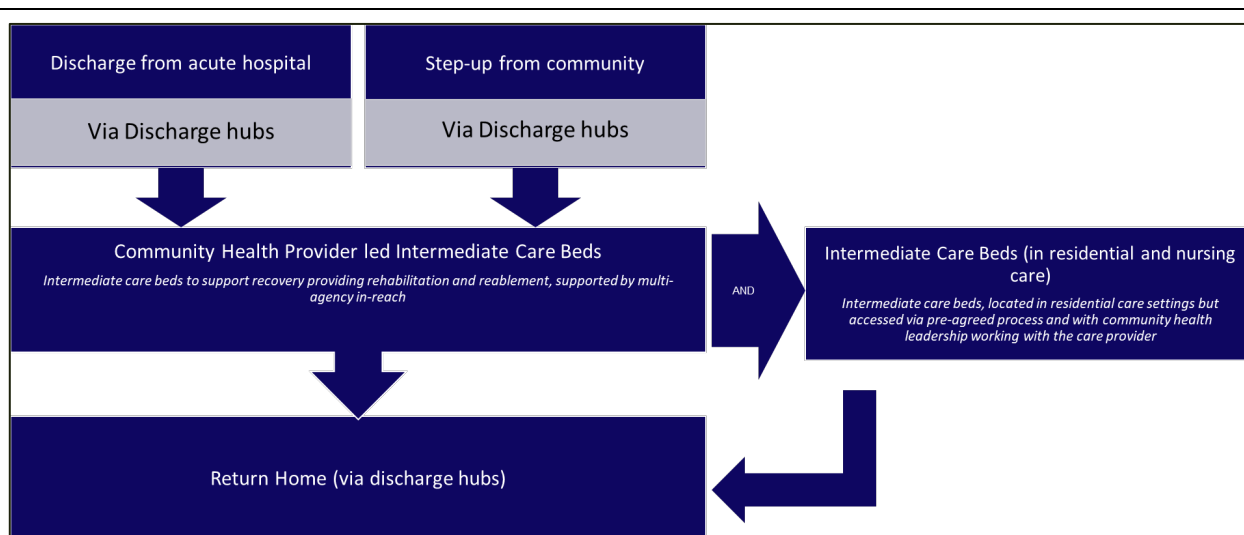 Discharge from acute hospital
Via Discharge hubs
Step-up from community
Via Discharge hubs
Community Health Provider led Intermediate Care Beds
Intermediate care beds to support recovery providing rehabilitation and reablement, supported by multi-
agency in-reach
AND
Intermediate Care Beds (in residential and nursing
care)
Intermediate care beds, located in residential care settings but
accessed via pre-agreed process and with community health
leadership working with the care provider
Return Home (via discharge hubs)